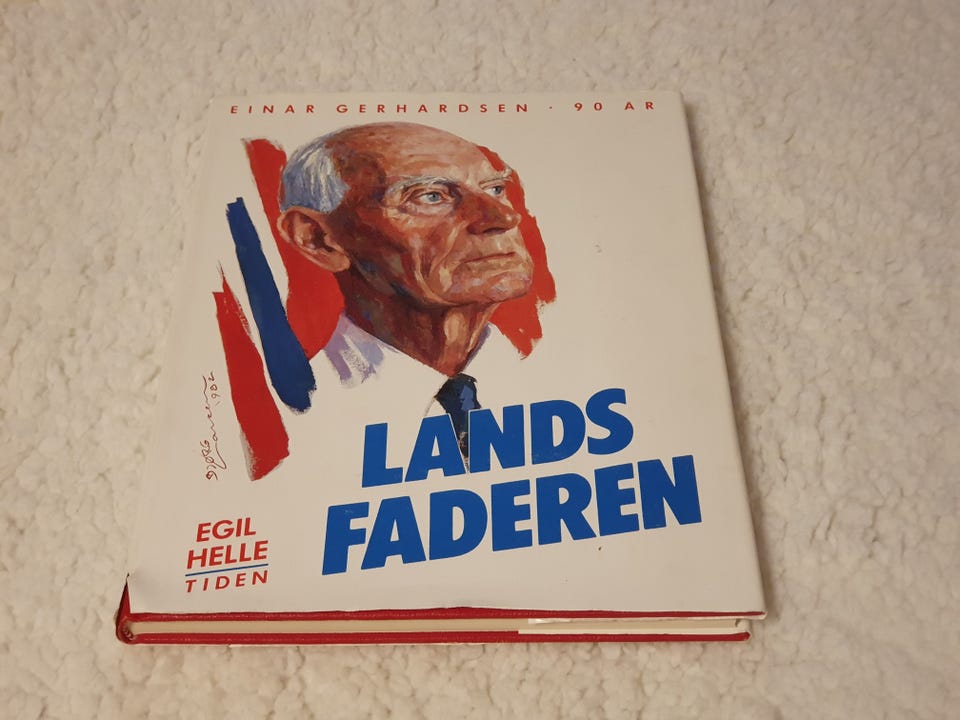 EINAR GERHARDSEN · 90 ÅR
LANDS
FADEREN
EGIL
HELLE
TIDEN